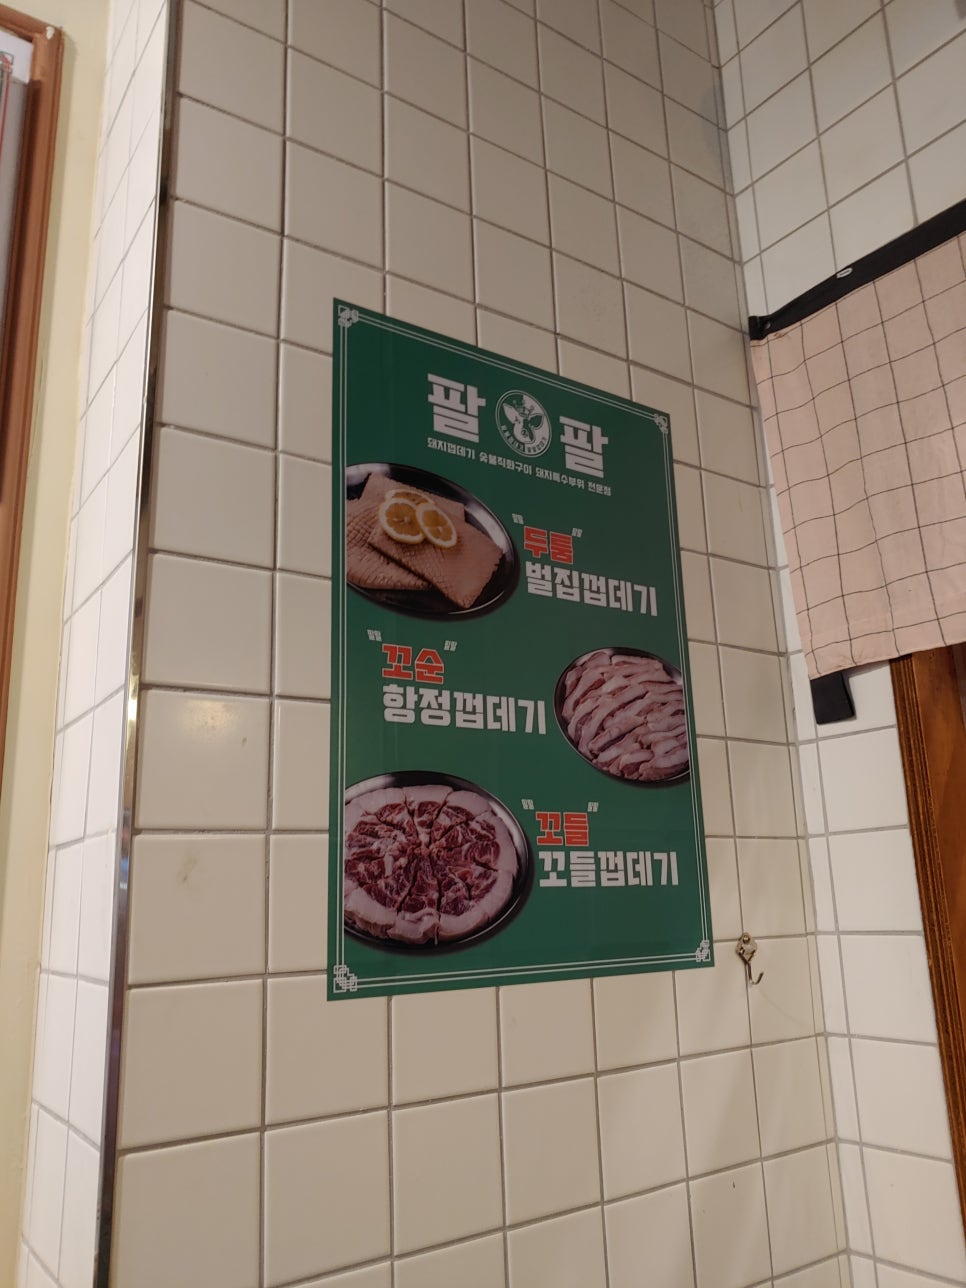 팔 팔
돼지껍데기 숯불직화구이 돼지특수부위 전문점
"두툼"
벌집껍데기
"꼬순"
항정껍데기
"꼬들"
꼬들껍데기